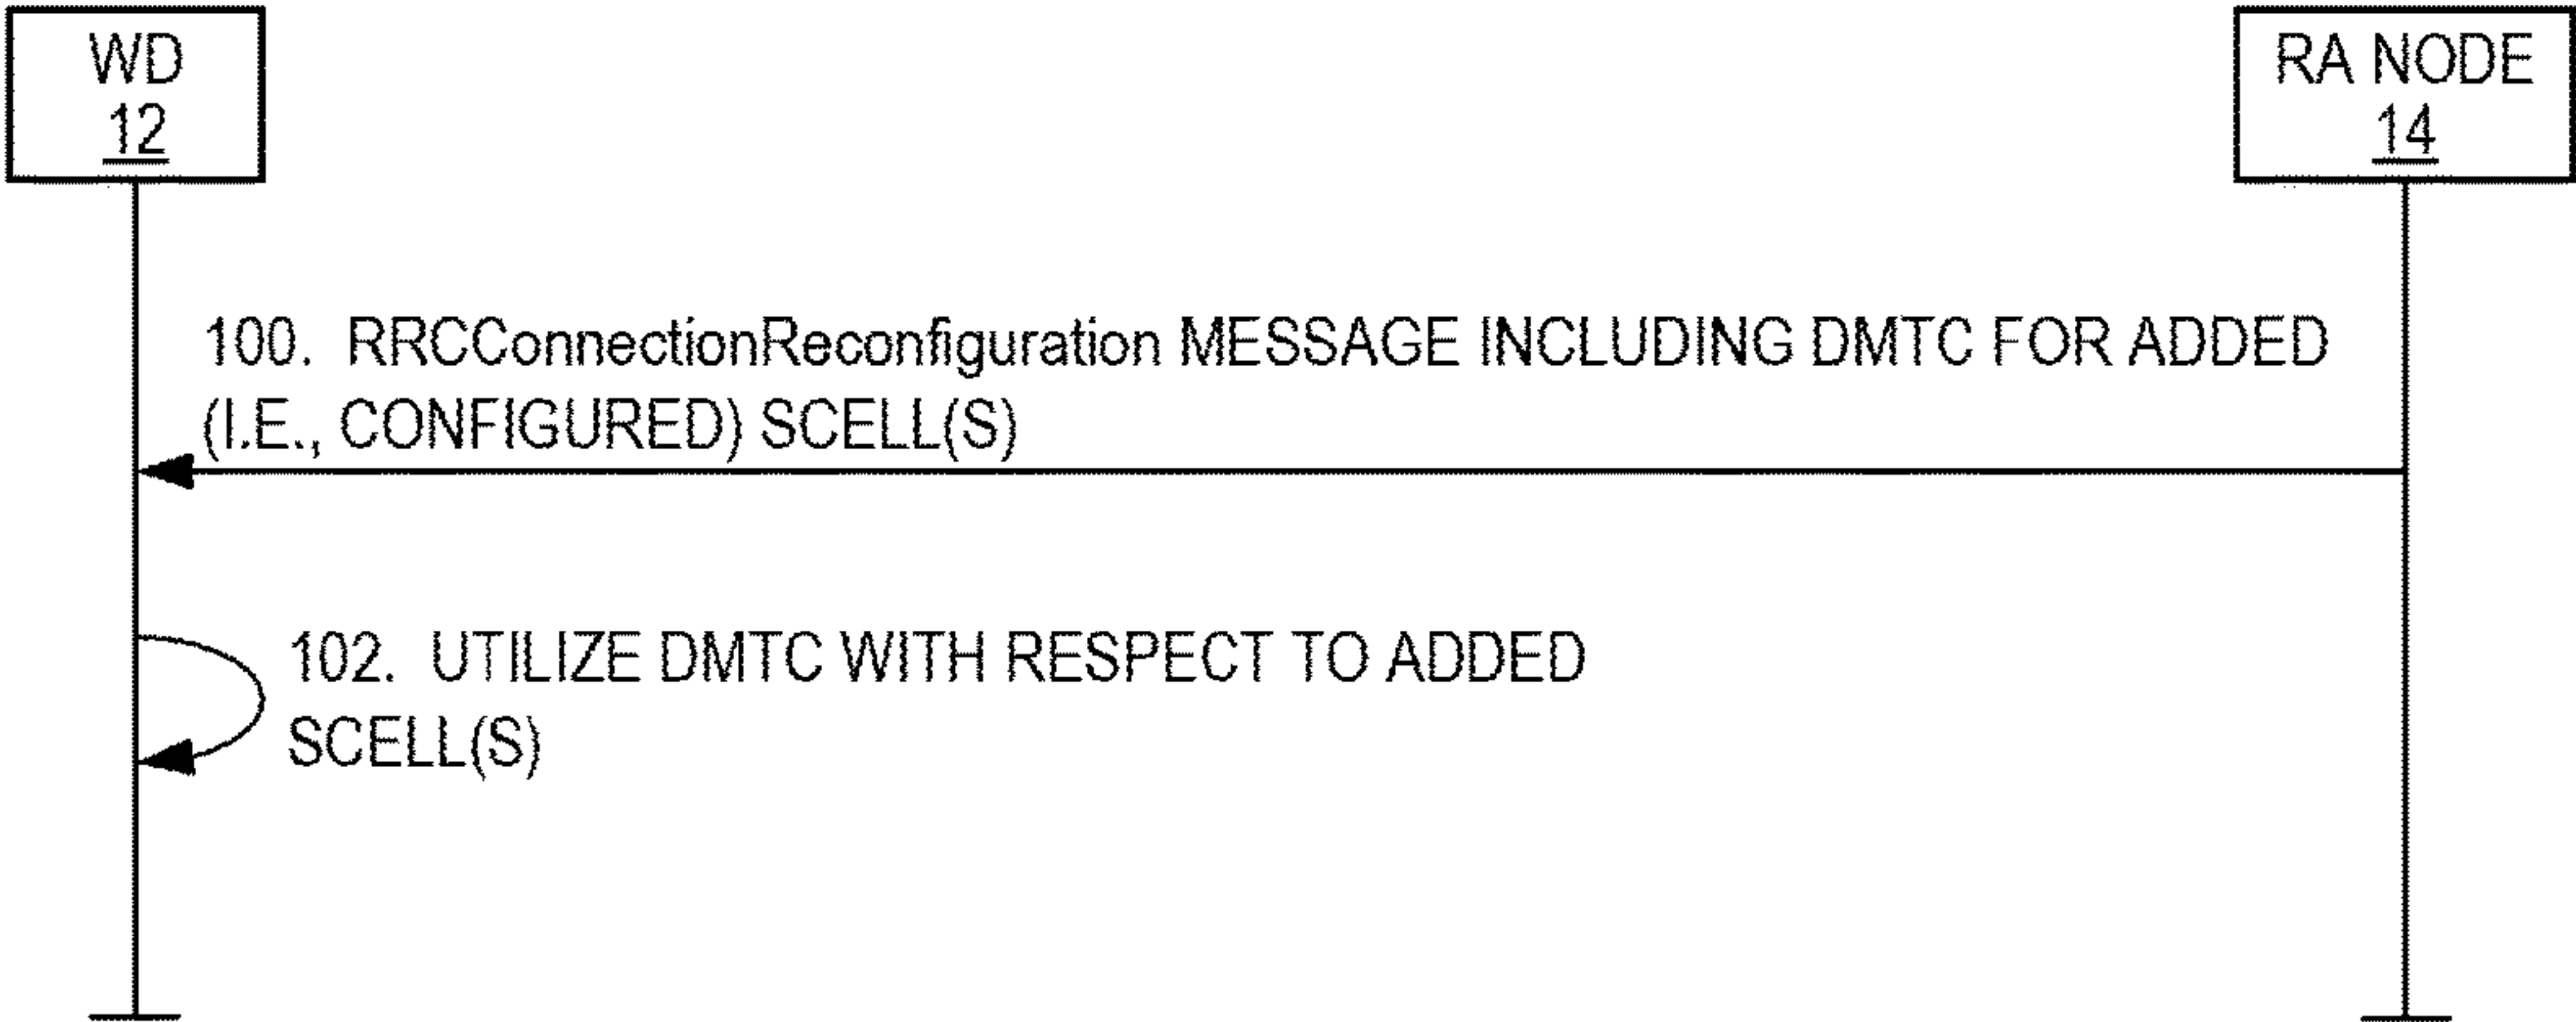 WD
12
RA NODE
14
100. RRCConnectionReconfiguration MESSAGE INCLUDING DMTC FOR ADDED
(I.E., CONFIGURED) SCELL(S)
102. UTILIZE DMTC WITH RESPECT TO ADDED
SCELL(S)